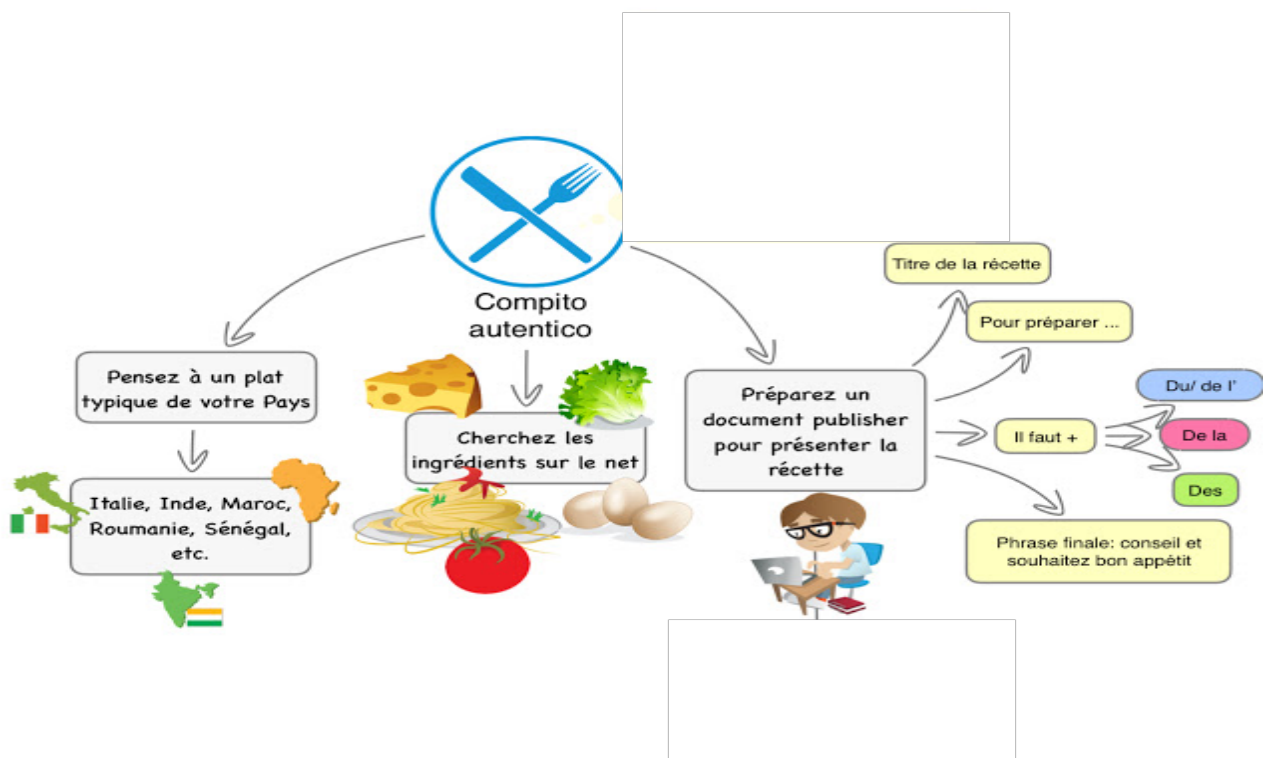 Compito
autentico
Pensez à un plat
typique de votre Pays
Italie, Inde, Maroc,
Roumanie, Sénégal,
etc.
Cherchez les
ingrédients sur le net
Préparez un
document publisher
pour présenter la
récette
Titre de la récette
Pour préparer ...
Il faut +
Du/ de l'
De la
Des
Phrase finale: conseil et
souhaitez bon appétit